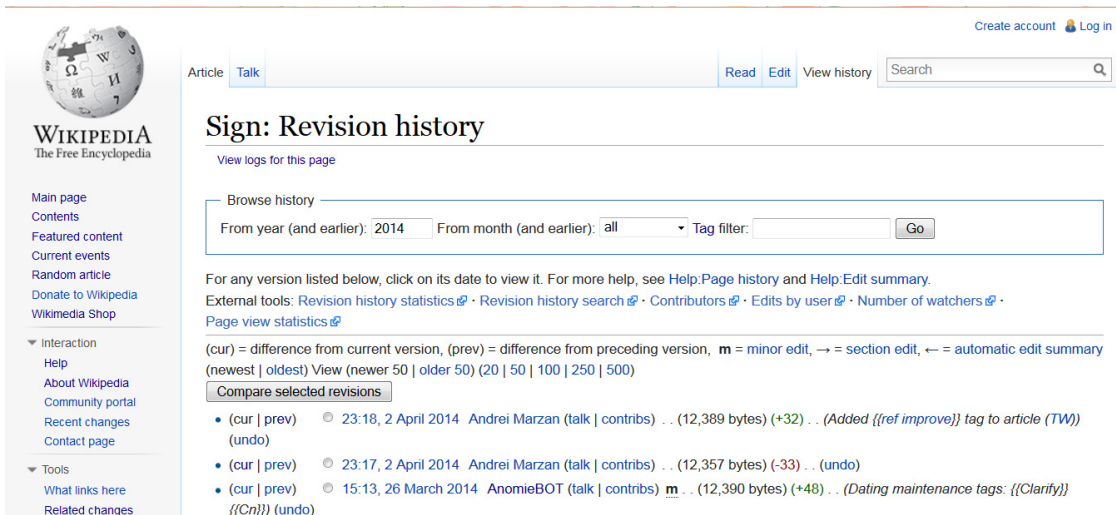 Create account Log in
Article Talk Read Edit View history Search
WIKIPEDIA
The Free Encyclopedia
Main page
Contents
Featured content
Current events
Random article
Donate to Wikipedia
Wikimedia Shop
Interaction
Help
About Wikipedia
Community portal
Recent changes
Contact page
Tools
What links here
Related changes
Sign: Revision history
View logs for this page
Browse history
From year (and earlier): 2014 From month (and earlier): all Tag filter: Go
For any version listed below, click on its date to view it. For more help, see Help:Page history and Help:Edit summary.
External tools: Revision history statistics · Revision history search · Contributors · Edits by user · Number of watchers ·
Page view statistics
(cur) = difference from current version, (prev) = difference from preceding version, m = minor edit, → = section edit, ← = automatic edit summary
(newest | oldest) View (newer 50 | older 50) (20 | 50 | 100 | 250 | 500)
Compare selected revisions
• (cur | prev) 23:18, 2 April 2014 Andrei Marzan (talk | contribs) . . (12,389 bytes) (+32) . . (Added {{ref improve}} tag to article (TW))
(undo)
• (cur | prev) 23:17, 2 April 2014 Andrei Marzan (talk | contribs) . . (12,357 bytes) (-33) . . (undo)
• (cur | prev) 15:13, 26 March 2014 AnomieBOT (talk | contribs) m . . (12,390 bytes) (+48) . . (Dating maintenance tags: {{Clarify}}
{{Cn}}) (undo)